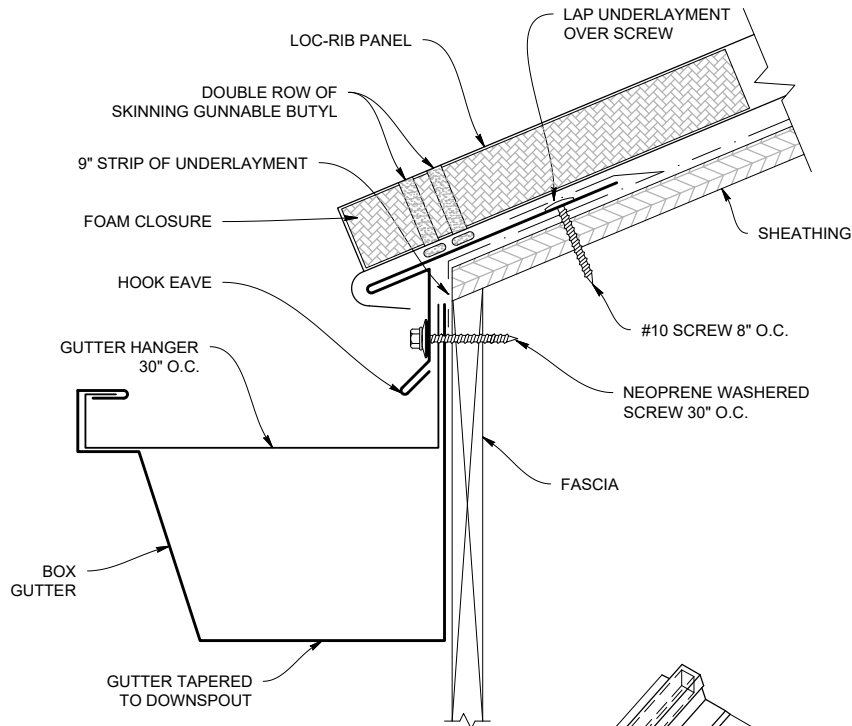 LAP UNDERLAYMENT
OVER SCREW
LOC-RIB PANEL
DOUBLE ROW OF
SKINNING GUNNABLE BUTYL
9" STRIP OF UNDERLAYMENT
FOAM CLOSURE
SHEATHING
HOOK EAVE
#10 SCREW 8" O.C.
GUTTER HANGER
30" O.C.
NEOPRENE WASHERED
SCREW 30" O.C.
FASCIA
BOX
GUTTER
GUTTER TAPERED
TO DOWNSPOUT